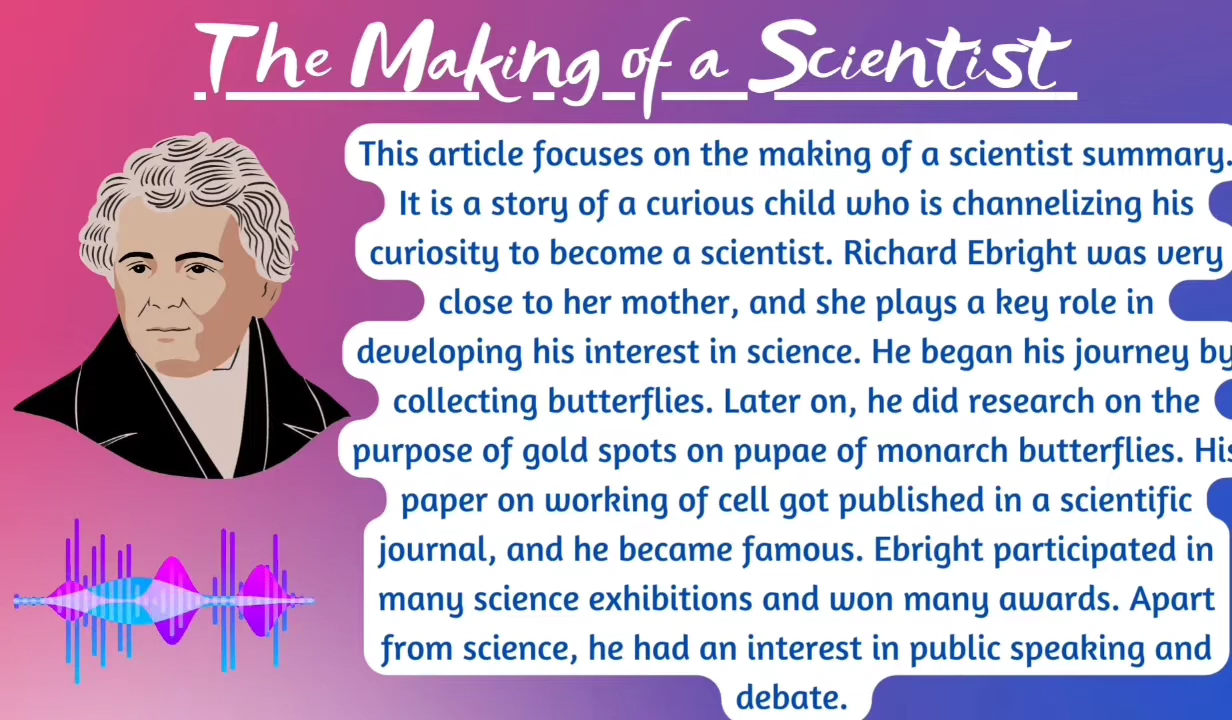 The Making of a Scientist
This article focuses on the making of a scientist summary.
It is a story of a curious child who is channelizing his
curiosity to become a scientist. Richard Ebright was very
close to her mother, and she plays a key role in
developing his interest in science. He began his journey by
collecting butterflies. Later on, he did research on the
purpose of gold spots on pupae of monarch butterflies. His
paper on working of cell got published in a scientific
journal, and he became famous. Ebright participated in
many science exhibitions and won many awards. Apart
from science, he had an interest in public speaking and
debate.